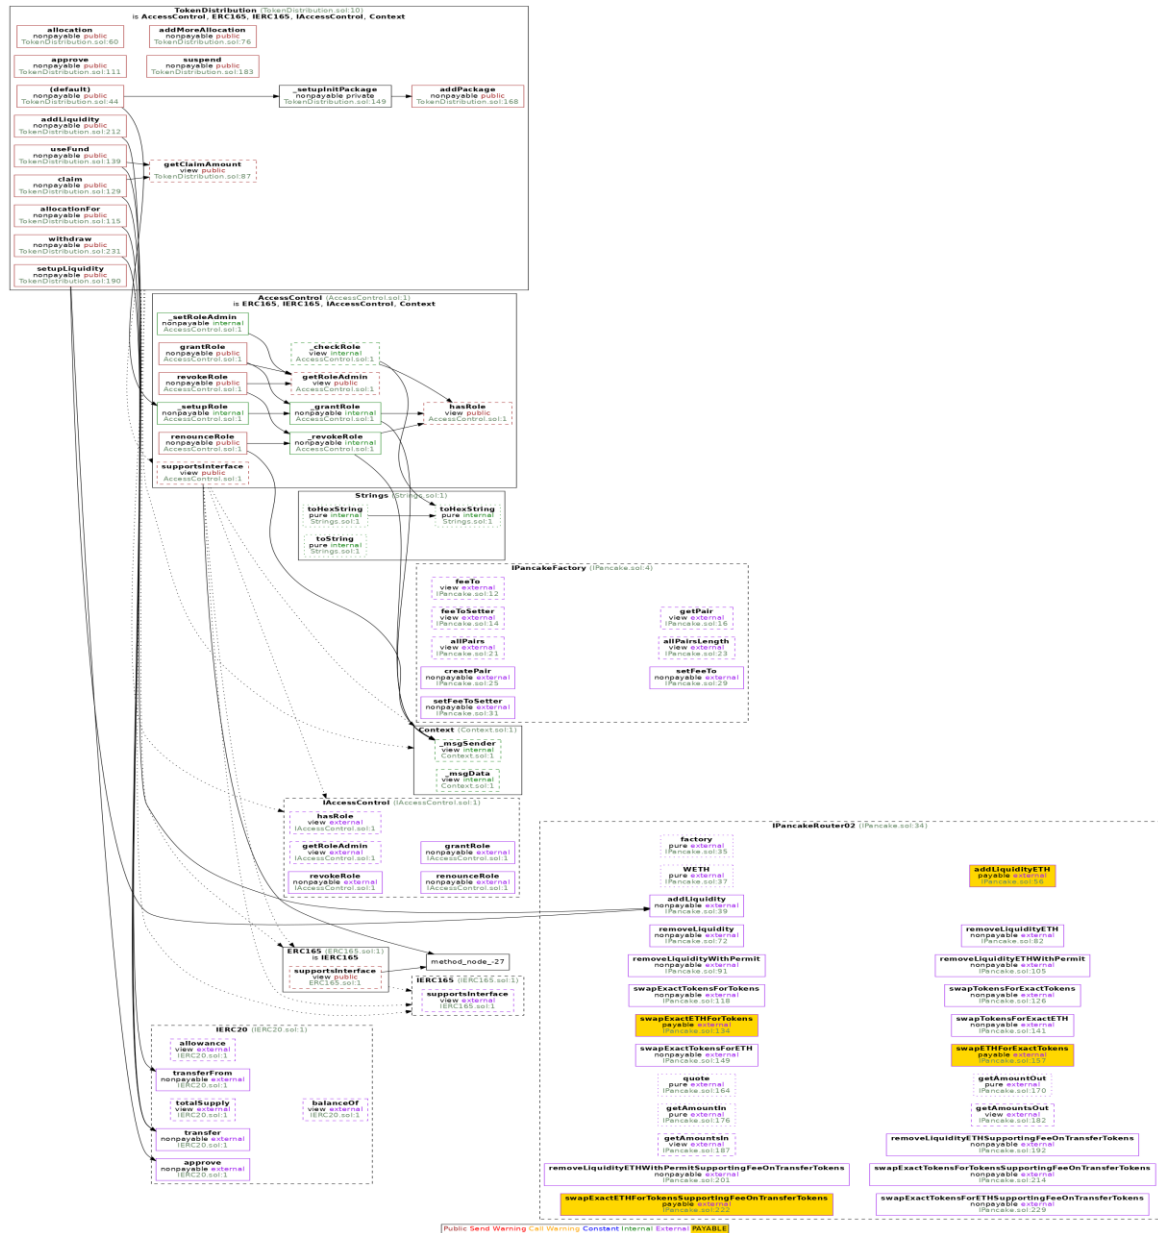 TokenDistribution (TokenDistribution.sol:10)
is AccessControl, ERC165, IERC165, IAccessControl, Context
allocation
nonpayable public
TokenDistribution.sol:60
addMoreAllocation
nonpayable public
TokenDistribution.sol:76
approve
nonpayable public
TokenDistribution.sol:111
suspend
nonpayable public
TokenDistribution.sol:183
(default)
nonpayable public
TokenDistribution.sol:44
_setupInitPackage
nonpayable private
TokenDistribution.sol:149
addPackage
nonpayable public
TokenDistribution.sol:168
addLiquidity
nonpayable public
TokenDistribution.sol:212
useFund
nonpayable public
TokenDistribution.sol:139
getClaimAmount
view public
TokenDistribution.sol:87
claim
nonpayable public
TokenDistribution.sol:129
allocationFor
nonpayable public
TokenDistribution.sol:115
withdraw
nonpayable public
TokenDistribution.sol:231
setupLiquidity
nonpayable public
TokenDistribution.sol:190
AccessControl (AccessControl.sol:1)
is ERC165, IERC165, IAccessControl, Context
_setRoleAdmin
nonpayable internal
AccessControl.sol:1
grantRole
nonpayable public
AccessControl.sol:1
_checkRole
view internal
AccessControl.sol:1
revokeRole
nonpayable public
AccessControl.sol:1
getRoleAdmin
view public
AccessControl.sol:1
_setupRole
nonpayable internal
AccessControl.sol:1
_grantRole
nonpayable internal
AccessControl.sol:1
hasRole
view public
AccessControl.sol:1
renounceRole
nonpayable public
AccessControl.sol:1
_revokeRole
nonpayable internal
AccessControl.sol:1
supportsInterface
view public
AccessControl.sol:1
Strings (Strings.sol:1)
toHexString
pure internal
Strings.sol:1
toHexString
pure internal
Strings.sol:1
toString
pure internal
Strings.sol:1
IPancakeFactory (IPancake.sol:4)
feeTo
view external
IPancake.sol:12
feeToSetter
view external
IPancake.sol:14
getPair
view external
IPancake.sol:16
allPairs
view external
IPancake.sol:21
allPairsLength
view external
IPancake.sol:23
createPair
nonpayable external
IPancake.sol:25
setFeeTo
nonpayable external
IPancake.sol:29
setFeeToSetter
nonpayable external
IPancake.sol:31
Context (Context.sol:1)
_msgSender
view internal
Context.sol:1
_msgData
view internal
Context.sol:1
IAccessControl (IAccessControl.sol:1)
hasRole
view external
IAccessControl.sol:1
getRoleAdmin
view external
IAccessControl.sol:1
grantRole
nonpayable external
IAccessControl.sol:1
revokeRole
nonpayable external
IAccessControl.sol:1
renounceRole
nonpayable external
IAccessControl.sol:1
IPancakeRouter02 (IPancake.sol:34)
factory
pure external
IPancake.sol:35
WETH
pure external
IPancake.sol:37
addLiquidityETH
payable external
IPancake.sol:56
addLiquidity
nonpayable external
IPancake.sol:39
removeLiquidity
nonpayable external
IPancake.sol:72
removeLiquidityETH
nonpayable external
IPancake.sol:82
removeLiquidityWithPermit
nonpayable external
IPancake.sol:91
removeLiquidityETHWithPermit
nonpayable external
IPancake.sol:105
swapExactTokensForTokens
nonpayable external
IPancake.sol:118
swapTokensForExactTokens
nonpayable external
IPancake.sol:126
swapExactETHForTokens
payable external
IPancake.sol:134
swapTokensForExactETH
nonpayable external
IPancake.sol:141
swapExactTokensForETH
nonpayable external
IPancake.sol:149
swapETHForExactTokens
payable external
IPancake.sol:157
quote
pure external
IPancake.sol:164
getAmountOut
pure external
IPancake.sol:170
getAmountIn
pure external
IPancake.sol:176
getAmountsOut
view external
IPancake.sol:182
getAmountsIn
view external
IPancake.sol:187
removeLiquidityETHSupportingFeeOnTransferTokens
nonpayable external
IPancake.sol:192
removeLiquidityETHWithPermitSupportingFeeOnTransferTokens
nonpayable external
IPancake.sol:201
swapExactTokensForTokensSupportingFeeOnTransferTokens
nonpayable external
IPancake.sol:214
swapExactETHForTokensSupportingFeeOnTransferTokens
payable external
IPancake.sol:222
swapExactTokensForETHSupportingFeeOnTransferTokens
nonpayable external
IPancake.sol:229
ERC165 (ERC165.sol:1)
is IERC165
supportsInterface
view public
ERC165.sol:1
method_node_-27
IERC165 (IERC165.sol:1)
supportsInterface
view external
IERC165.sol:1
IERC20 (IERC20.sol:1)
allowance
view external
IERC20.sol:1
transferFrom
nonpayable external
IERC20.sol:1
totalSupply
view external
IERC20.sol:1
balanceOf
view external
IERC20.sol:1
transfer
nonpayable external
IERC20.sol:1
approve
nonpayable external
IERC20.sol:1
Public Send Warning Call Warning Constant Internal External PAYABLE